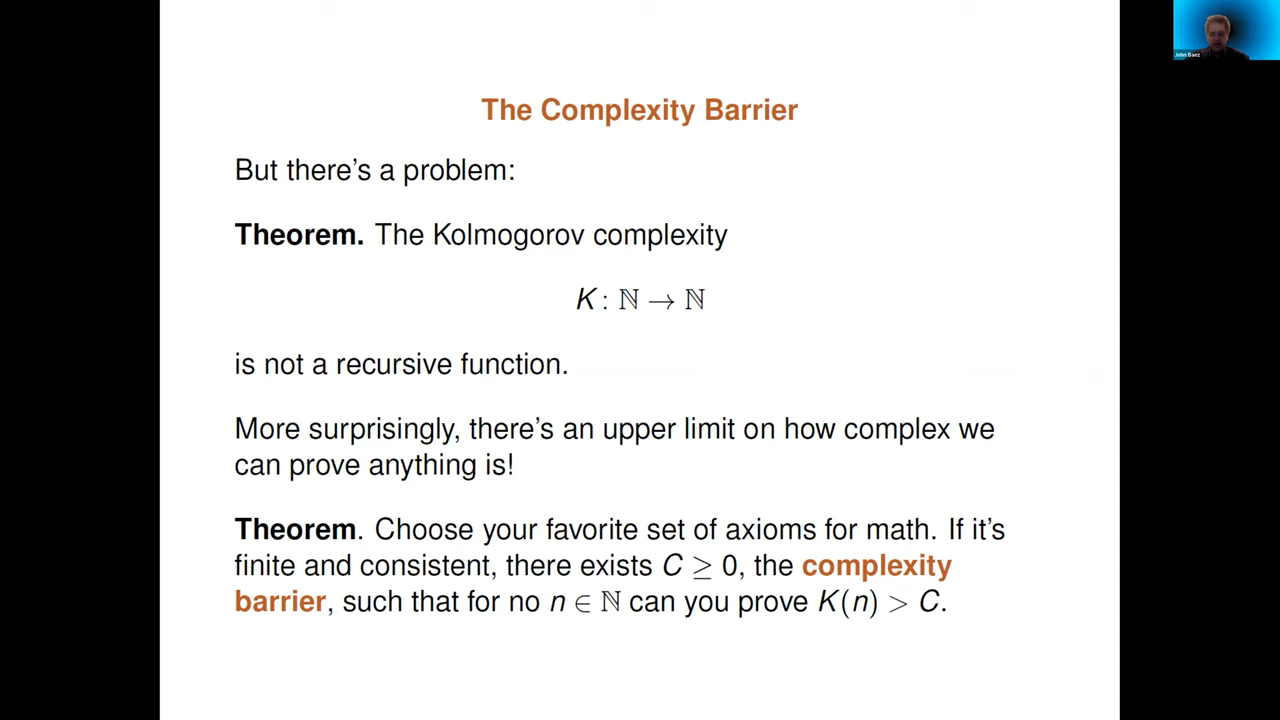 John Baez
The Complexity Barrier
But there's a problem:
Theorem. The Kolmogorov complexity
K : ℕ → ℕ
is not a recursive function.
More surprisingly, there's an upper limit on how complex we
can prove anything is!
Theorem. Choose your favorite set of axioms for math. If it's
finite and consistent, there exists C ≥ 0, the complexity
barrier, such that for no n ∈ ℕ can you prove K(n) > C.